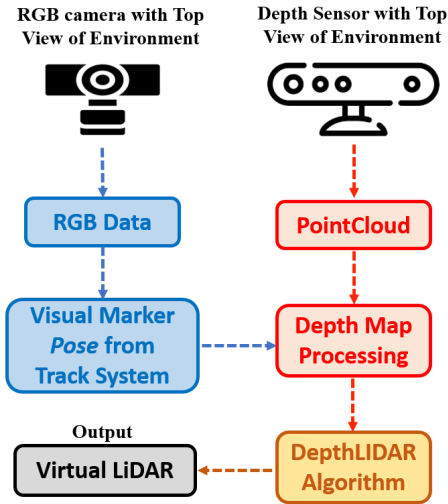 RGB camera with Top
View of Environment
Depth Sensor with Top
View of Environment
RGB Data
PointCloud
Visual Marker
Pose from
Track System
Depth Map
Processing
Output
Virtual LiDAR
DepthLIDAR
Algorithm